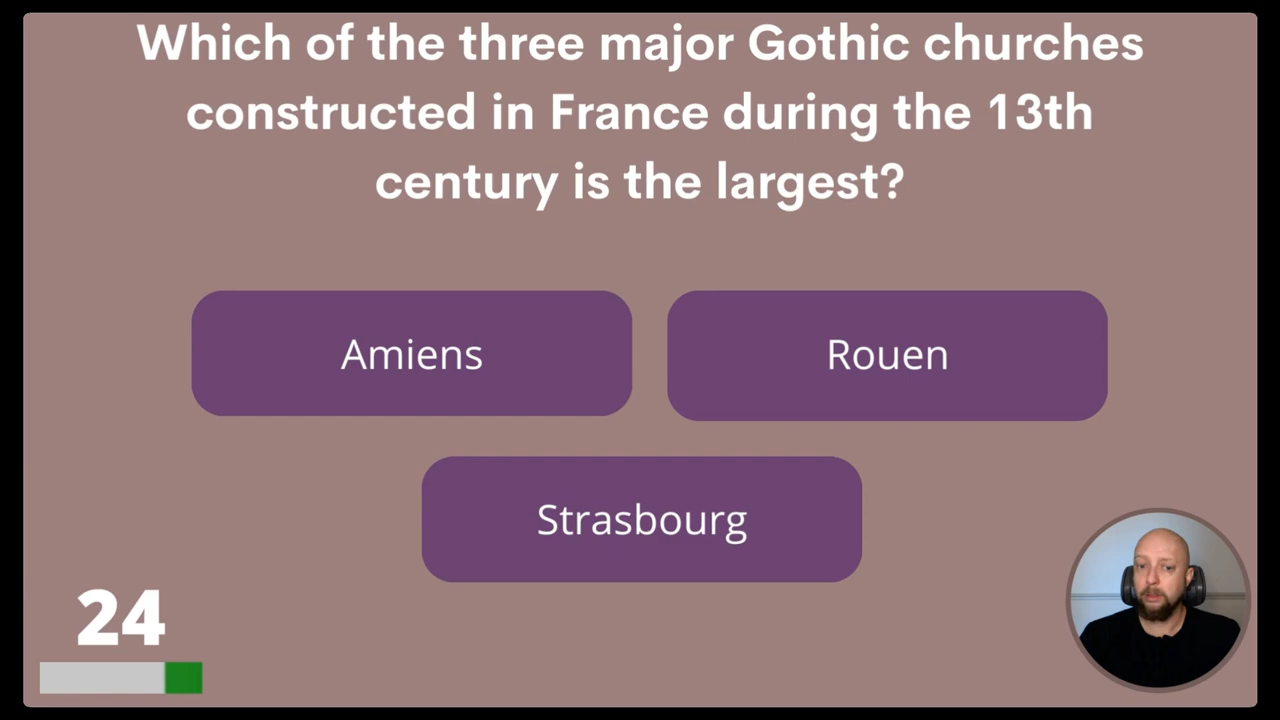 Which of the three major Gothic churches
constructed in France during the 13th
century is the largest?
Amiens
Rouen
Strasbourg
24